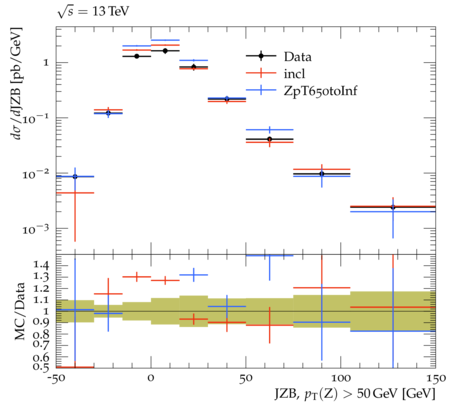 √s = 13 TeV
dσ/dJZB [pb/GeV]
1
10⁻¹
10⁻²
10⁻³
Data
incl
ZpT650toInf
MC/Data
1.4
1.3
1.2
1.1
1
0.9
0.8
0.7
0.6
0.5
-50 0 50 100 150
JZB, pT(Z) > 50 GeV [GeV]